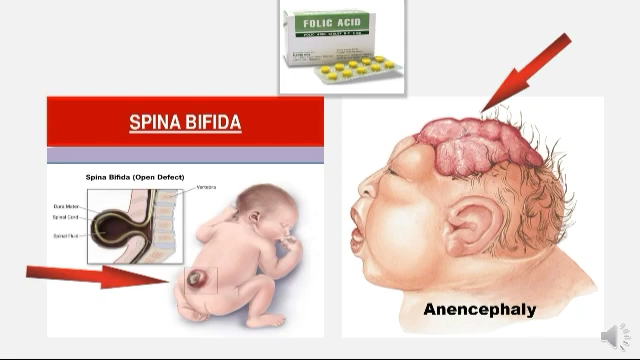 FOLIC ACID
SPINA BIFIDA
Spina Bifida (Open Defect)
Vertebra
Dura Mater
Spinal Cord
Spinal Fluid
Anencephaly